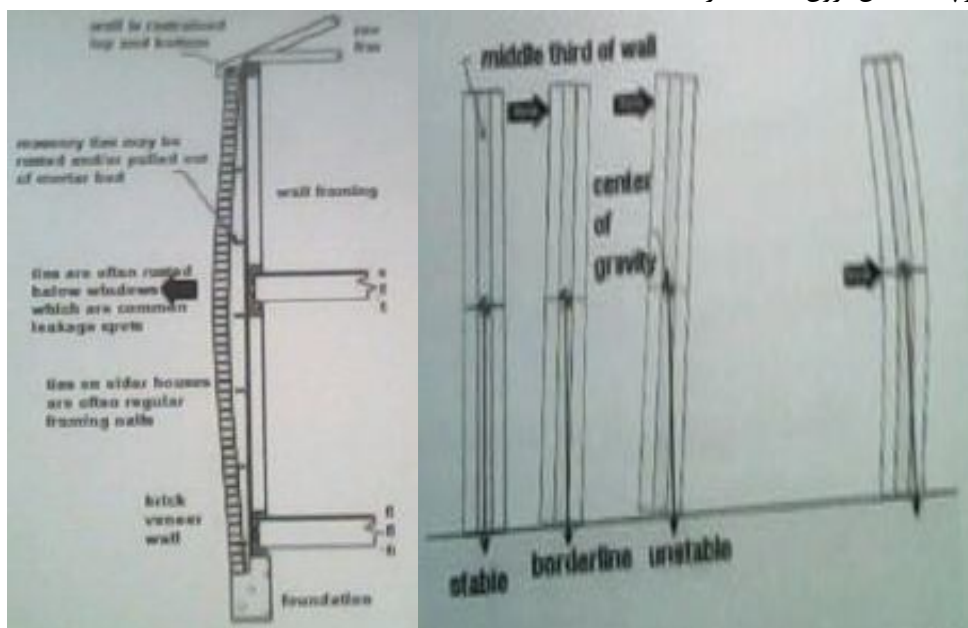 wall is restrained
top and bottom
masonry ties may be
rusted and/or pulled out
of mortar bed
wall framing
ties are often rusted
below windows
which are common
leakage spots
ties on older houses
are often regular
framing nails
brick
veneer
wall
foundation
middle third of wall
center
of
gravity
stable
borderline
unstable